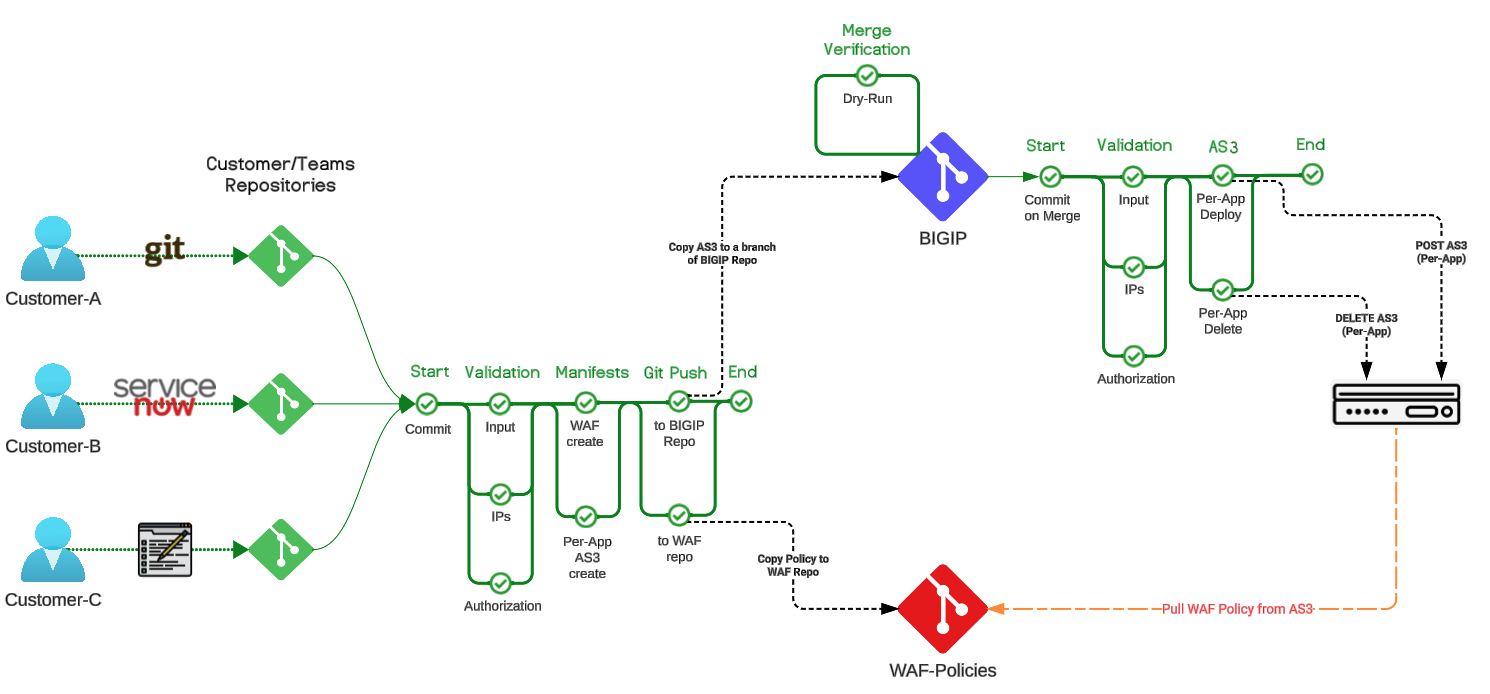 Merge
Verification
Dry-Run
Customer/Teams
Repositories
git
Customer-A
service
now
Customer-B
Customer-C
Start
Validation
Manifests
Git Push
End
Commit
Input
WAF
create
to BIGIP
Repo
IPs
Per-App
AS3
create
to WAF
repo
Authorization
Copy AS3 to a branch
of BIGIP Repo
Copy Policy to
WAF Repo
BIGIP
Start
Validation
AS3
End
Commit
on Merge
Input
Per-App
Deploy
IPs
Per-App
Delete
Authorization
POST AS3
(Per-App)
DELETE AS3
(Per-App)
Pull WAF Policy from AS3
WAF-Policies